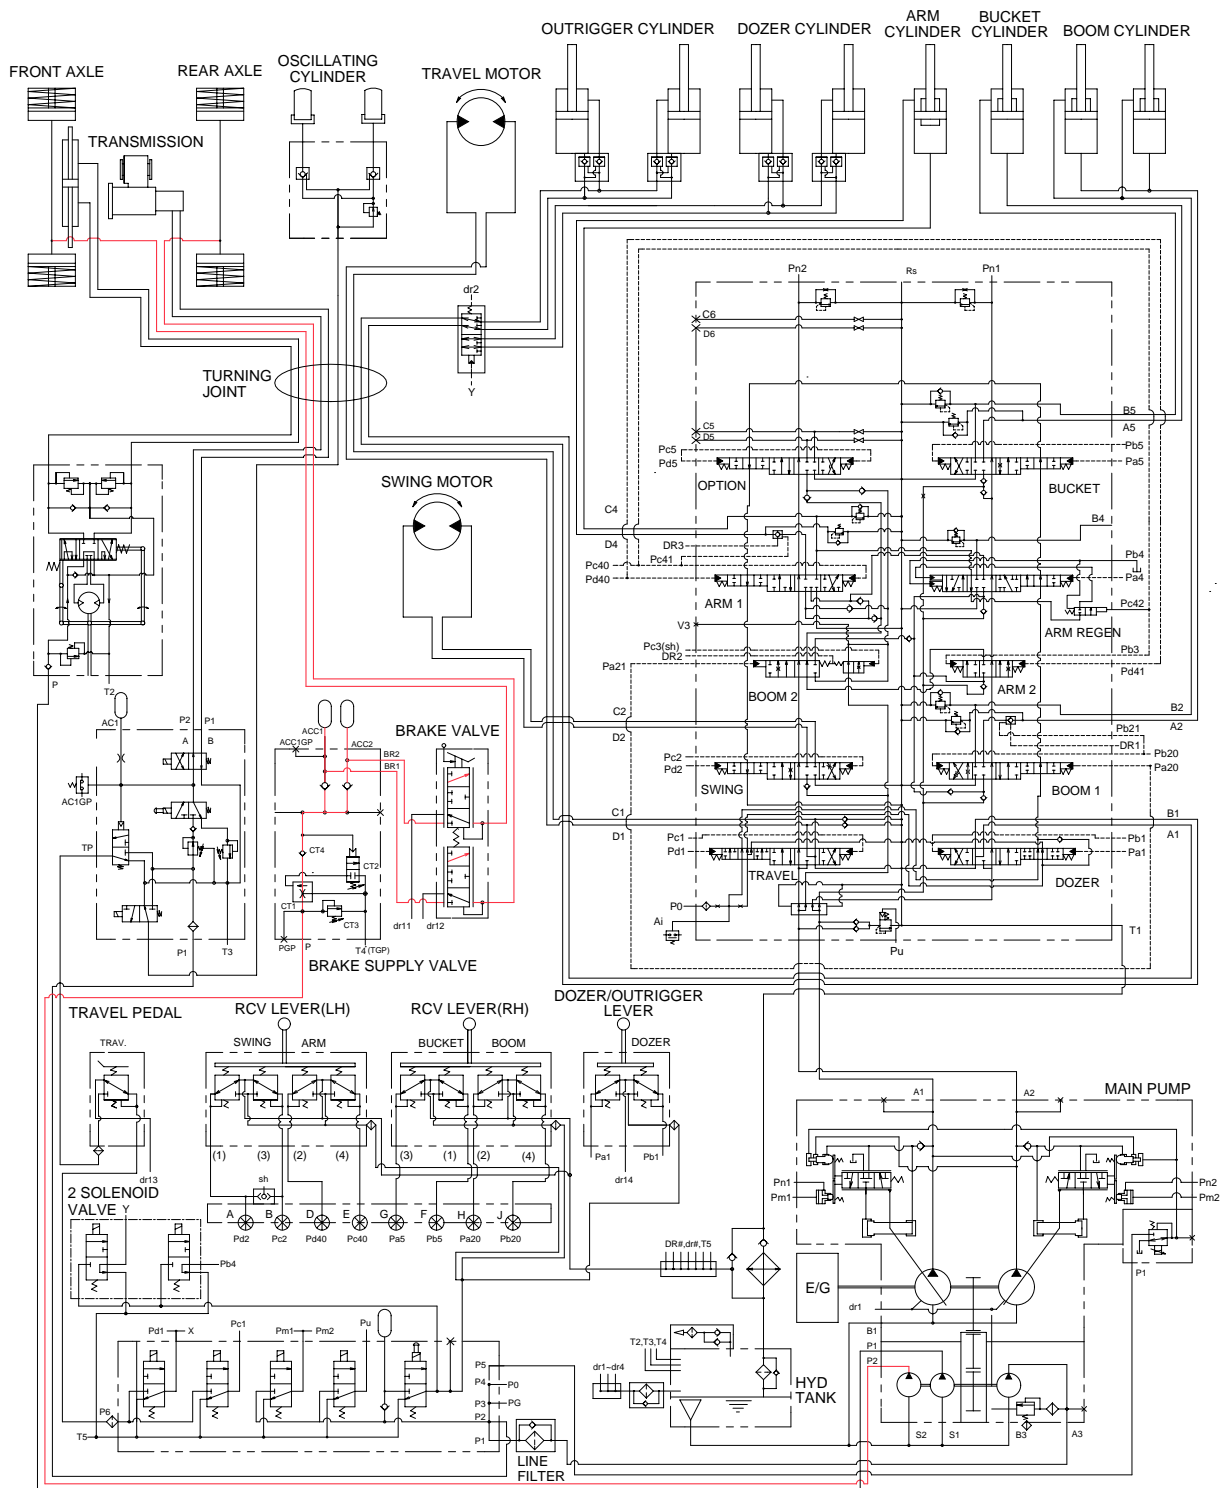 OUTRIGGER CYLINDER
DOZER CYLINDER
ARM
CYLINDER
BUCKET
CYLINDER
BOOM CYLINDER
FRONT AXLE
REAR AXLE
OSCILLATING
CYLINDER
TRAVEL MOTOR
TRANSMISSION
Pn2
Rs
Pn1
dr2
C6
D6
Y
TURNING
JOINT
B5
A5
C5
D5
Pc5
Pd5
Pb5
Pa5
OPTION
BUCKET
SWING MOTOR
C4
D4
B4
DR3
Pc40
Pc41
Pd40
Pb4
Pa4
ARM 1
Pc42
ARM REGEN
V3
Pc3(sh)
DR2
Pa21
Pb3
Pd41
BOOM 2
ARM 2
P
T2
AC1
P2
P1
A
B
AC1GP
TP
P1
T3
ACC1
ACC2
ACC1GP
BR2
BR1
BRAKE VALVE
C2
D2
B2
A2
Pb21
DR1
Pc2
Pd2
Pb20
Pa20
SWING
BOOM 1
C1
D1
B1
A1
Pc1
Pd1
Pb1
Pa1
TRAVEL
DOZER
CT4
CT2
CT1
CT3
PGP
P
T4(TGP)
dr11
dr12
BRAKE SUPPLY VALVE
P0
Ai
Pu
T1
TRAVEL PEDAL
TRAV.
dr13
RCV LEVER(LH)
SWING
ARM
(1)
(3)
(2)
(4)
RCV LEVER(RH)
BUCKET
BOOM
(3)
(1)
(2)
(4)
DOZER/OUTRIGGER
LEVER
DOZER
Pa1
Pb1
dr14
sh
A
B
D
E
G
F
H
J
Pd2
Pc2
Pd40
Pc40
Pa5
Pb5
Pa20
Pb20
2 SOLENOID
VALVE
Y
Pb4
MAIN PUMP
A1
A2
Pn1
Pm1
Pn2
Pm2
P1
E/G
dr1
B1
P1
P2
S2
S1
B3
A3
DR#,dr#,T5
T2,T3,T4
dr1~dr4
HYD
TANK
Pd1
X
Pc1
Pm1
Pm2
Pu
P6
T5
P5
P4
P0
P3
PG
P2
P1
LINE
FILTER